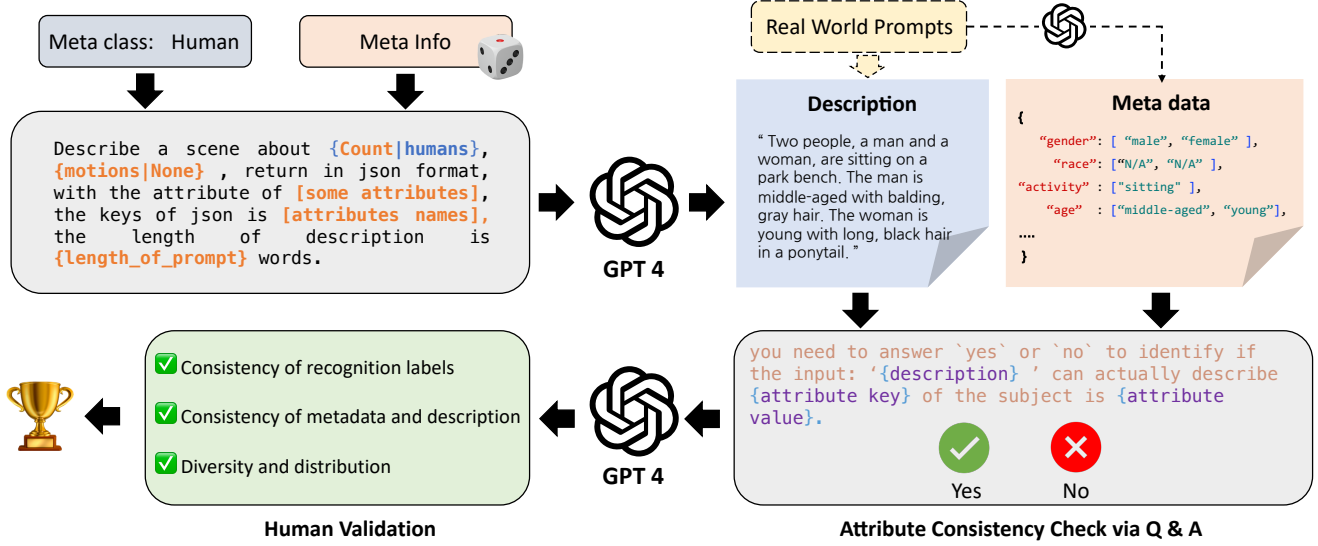 Meta class: Human
Meta Info
Real World Prompts
Describe a scene about {Count|humans},
{motions|None} , return in json format,
with the attribute of [some attributes],
the keys of json is [attributes names],
the length of description is
{length_of_prompt} words.
GPT 4
Description
“ Two people, a man and a
woman, are sitting on a
park bench. The man is
middle-aged with balding,
gray hair. The woman is
young with long, black hair
in a ponytail. ”
Meta data
{
“gender”: [ “male”, “female” ],
“race”: [“N/A”, “N/A” ],
“activity” : ["sitting" ],
“age” : [“middle-aged”, “young”],
....
}
Consistency of recognition labels
Consistency of metadata and description
Diversity and distribution
Human Validation
GPT 4
you need to answer `yes` or `no` to identify if
the input: ‘{description} ’ can actually describe
{attribute key} of the subject is {attribute
value}.
Yes
No
Attribute Consistency Check via Q & A